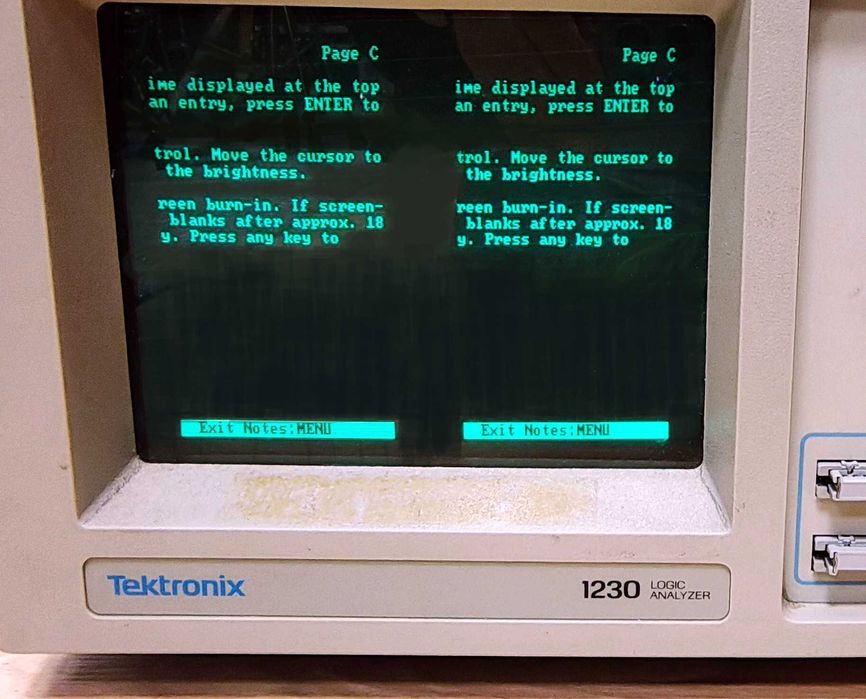 Page C Page C
ime displayed at the top ime displayed at the top
an entry, press ENTER to an entry, press ENTER to
trol. Move the cursor to trol. Move the cursor to
the brightness. the brightness.
reen burn-in. If screen- reen burn-in. If screen-
blanks after approx. 18 blanks after approx. 18
y. Press any key to y. Press any key to
Exit Notes:MENU Exit Notes:MENU
Tektronix 1230 LOGIC
ANALYZER